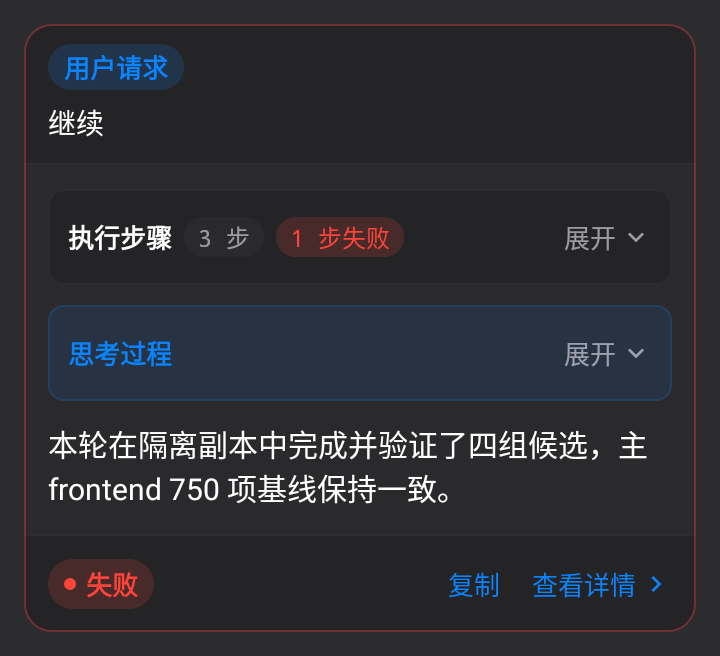 用户请求
继续
执行步骤 3 步 1 步失败 展开
思考过程 展开
本轮在隔离副本中完成并验证了四组候选，主
frontend 750 项基线保持一致。
失败 复制 查看详情